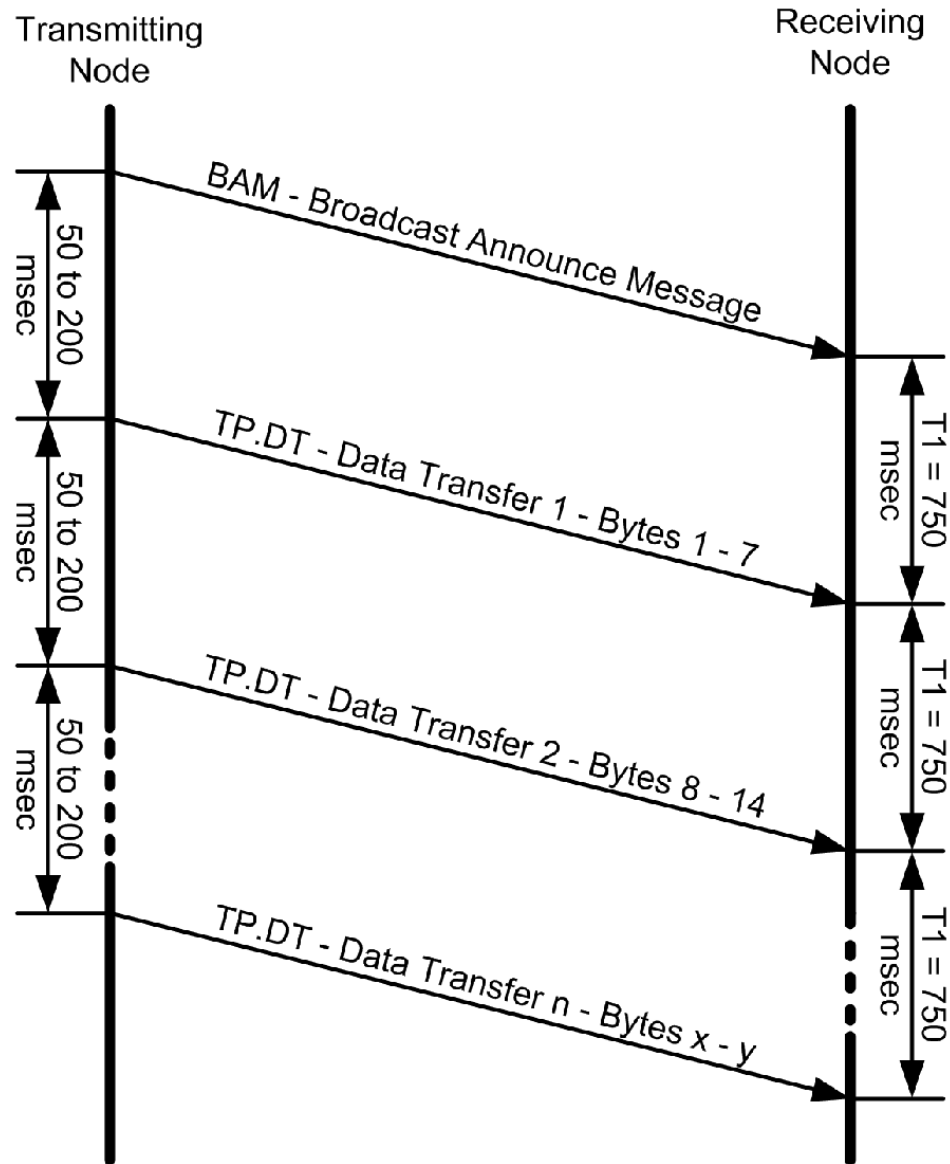 Transmitting
Node
Receiving
Node
BAM - Broadcast Announce Message
50 to 200
msec
T1 = 750
msec
TP.DT - Data Transfer 1 - Bytes 1 - 7
50 to 200
msec
T1 = 750
msec
TP.DT - Data Transfer 2 - Bytes 8 - 14
50 to 200
msec
T1 = 750
msec
TP.DT - Data Transfer n - Bytes x - y